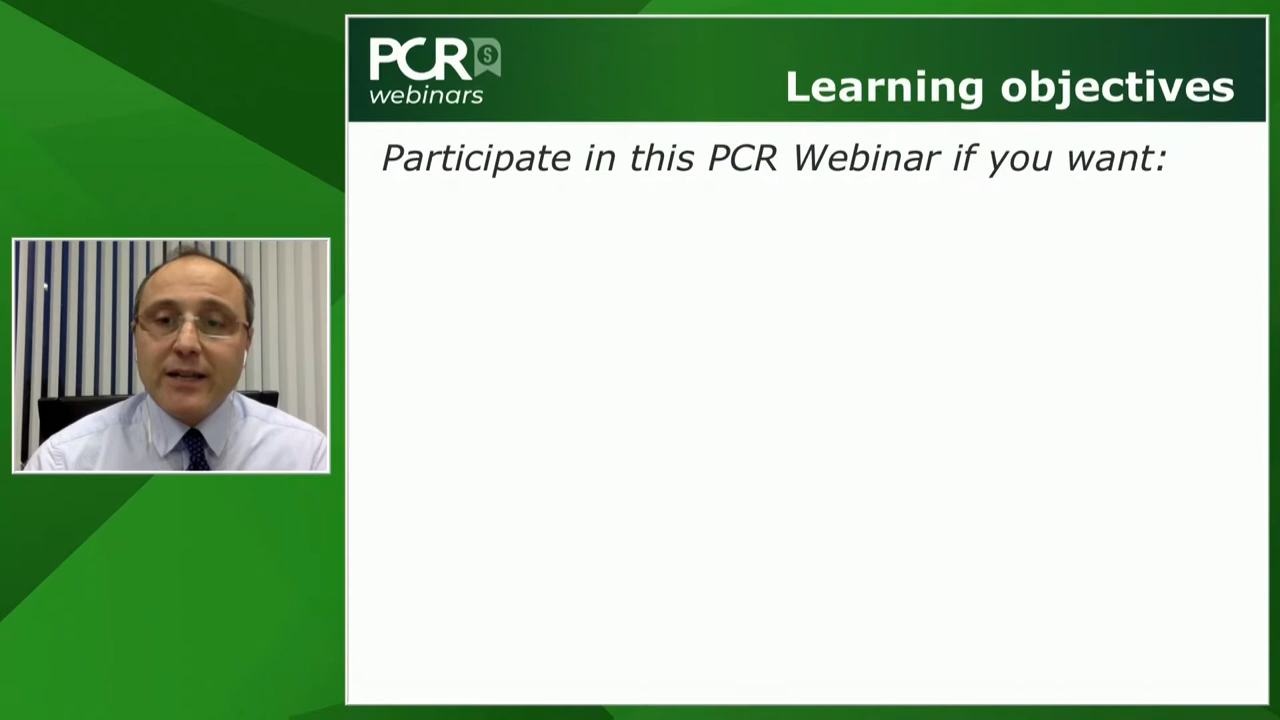 PCR
webinars
Learning objectives
Participate in this PCR Webinar if you want: